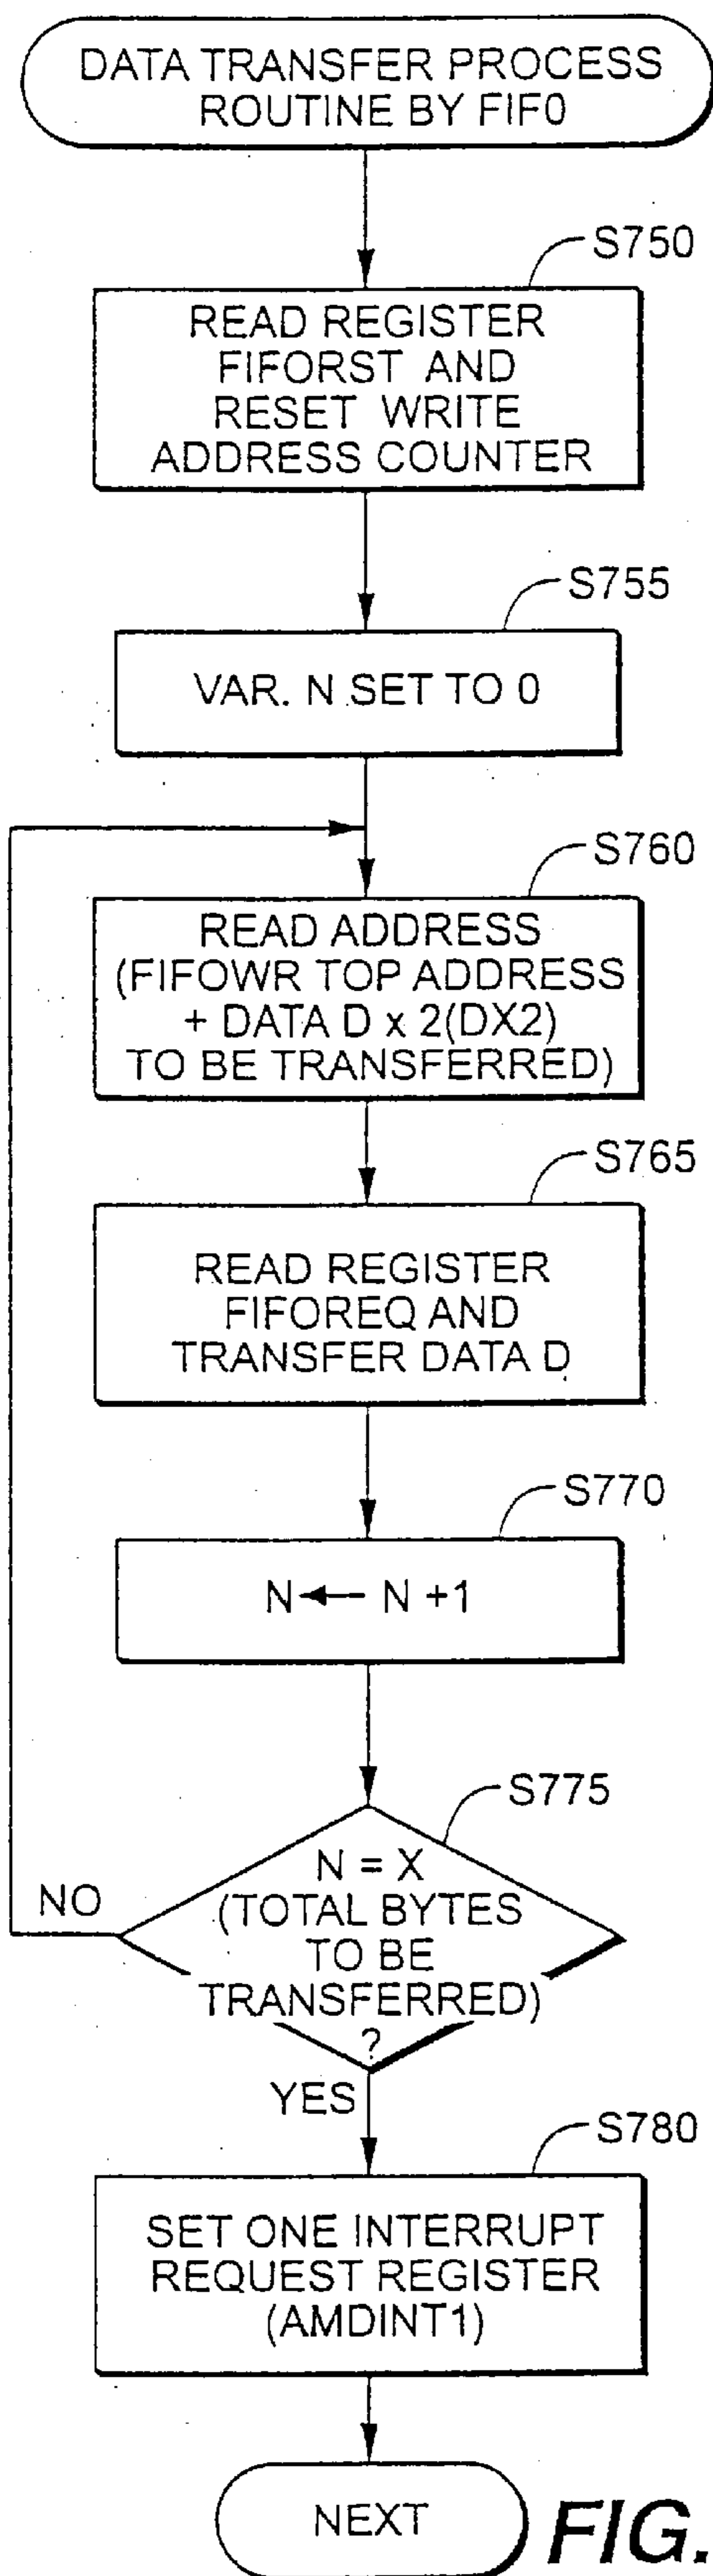 DATA TRANSFER PROCESS
ROUTINE BY FIFO
S750
READ REGISTER
FIFORST AND
RESET WRITE
ADDRESS COUNTER
S755
VAR. N SET TO 0
S760
READ ADDRESS
(FIFOWR TOP ADDRESS
+ DATA D x 2(DX2)
TO BE TRANSFERRED)
S765
READ REGISTER
FIFOREQ AND
TRANSFER DATA D
S770
N ← N +1
S775
N = X
(TOTAL BYTES
TO BE
TRANSFERRED)
?
NO
YES
S780
SET ONE INTERRUPT
REQUEST REGISTER
(AMDINT1)
NEXT
FIG.